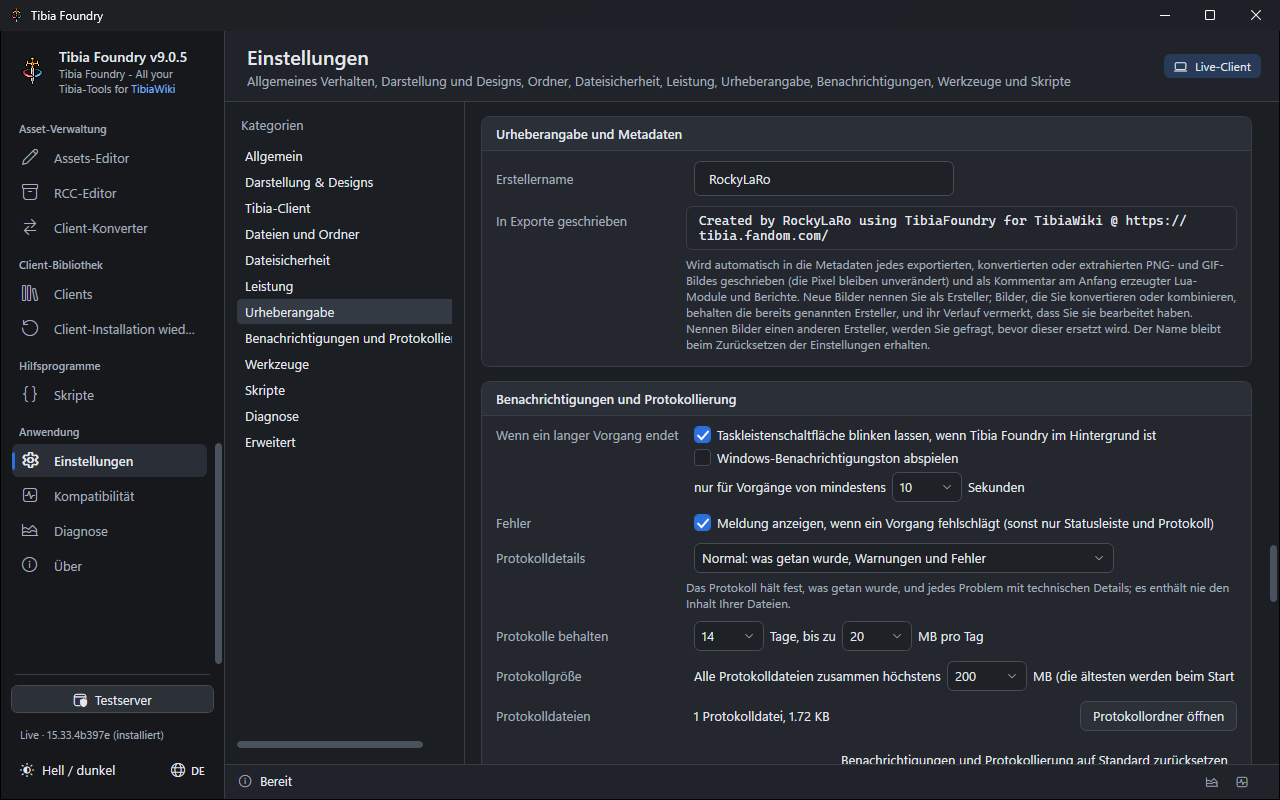 Tibia Foundry
Tibia Foundry v9.0.5
Tibia Foundry - All your
Tibia-Tools for TibiaWiki
Asset-Verwaltung
Assets-Editor
RCC-Editor
Client-Konverter
Client-Bibliothek
Clients
Client-Installation wied...
Hilfsprogramme
Skripte
Anwendung
Einstellungen
Kompatibilität
Diagnose
Über
Testserver
Live · 15.33.4b397e (installiert)
Hell / dunkel
DE
Einstellungen
Allgemeines Verhalten, Darstellung und Designs, Ordner, Dateisicherheit, Leistung, Urheberangabe, Benachrichtigungen, Werkzeuge und Skripte
Live-Client
Kategorien
Allgemein
Darstellung & Designs
Tibia-Client
Dateien und Ordner
Dateisicherheit
Leistung
Urheberangabe
Benachrichtigungen und Protokollier
Werkzeuge
Skripte
Diagnose
Erweitert
Urheberangabe und Metadaten
Erstellername
RockyLaRo
In Exporte geschrieben
Created by RockyLaRo using TibiaFoundry for TibiaWiki @ https://
tibia.fandom.com/
Wird automatisch in die Metadaten jedes exportierten, konvertierten oder extrahierten PNG- und GIF-
Bildes geschrieben (die Pixel bleiben unverändert) und als Kommentar am Anfang erzeugter Lua-
Module und Berichte. Neue Bilder nennen Sie als Ersteller; Bilder, die Sie konvertieren oder kombinieren,
behalten die bereits genannten Ersteller, und ihr Verlauf vermerkt, dass Sie sie bearbeitet haben.
Nennen Bilder einen anderen Ersteller, werden Sie gefragt, bevor dieser ersetzt wird. Der Name bleibt
beim Zurücksetzen der Einstellungen erhalten.
Benachrichtigungen und Protokollierung
Wenn ein langer Vorgang endet
Taskleistenschaltfläche blinken lassen, wenn Tibia Foundry im Hintergrund ist
Windows-Benachrichtigungston abspielen
nur für Vorgänge von mindestens 10 Sekunden
Fehler
Meldung anzeigen, wenn ein Vorgang fehlschlägt (sonst nur Statusleiste und Protokoll)
Protokolldetails
Normal: was getan wurde, Warnungen und Fehler
Das Protokoll hält fest, was getan wurde, und jedes Problem mit technischen Details; es enthält nie den
Inhalt Ihrer Dateien.
Protokolle behalten
14 Tage, bis zu 20 MB pro Tag
Protokollgröße
Alle Protokolldateien zusammen höchstens 200 MB (die ältesten werden beim Start
Protokolldateien
1 Protokolldatei, 1.72 KB
Protokollordner öffnen
Benachrichtigungen und Protokollierung auf Standard zurücksetzen
Bereit